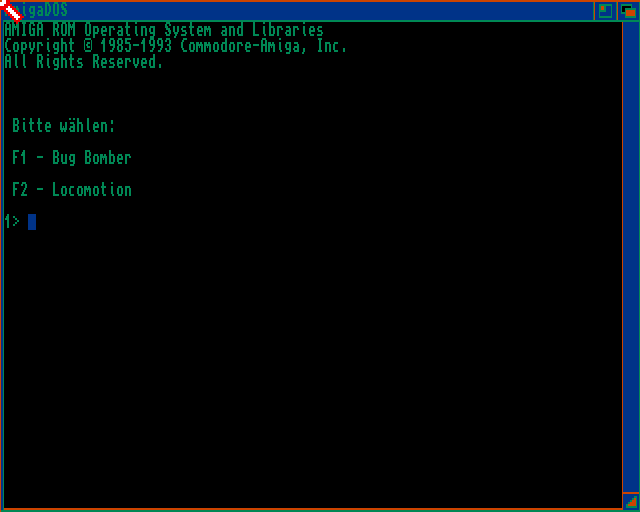 AmigaDOS
AMIGA ROM Operating System and Libraries
Copyright © 1985-1993 Commodore-Amiga, Inc.
All Rights Reserved.
Bitte wählen:
F1 - Bug Bomber
F2 - Locomotion
1>